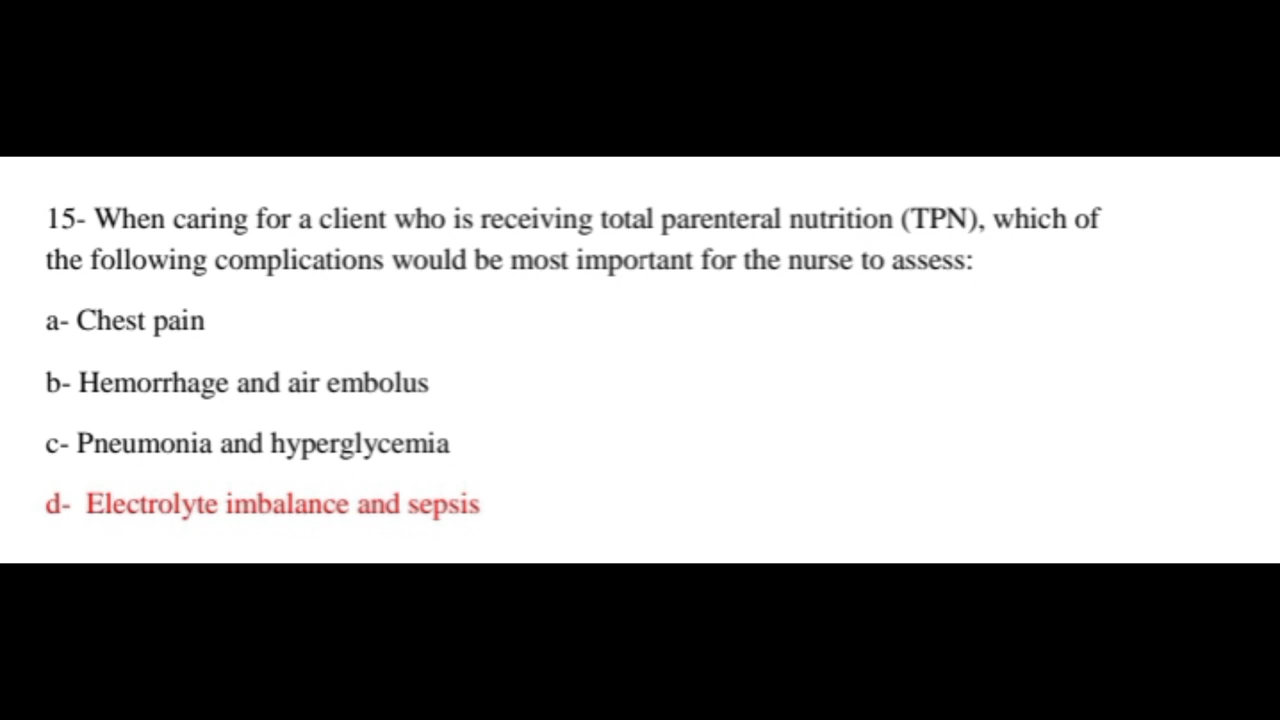 15- When caring for a client who is receiving total parenteral nutrition (TPN), which of
the following complications would be most important for the nurse to assess:
a- Chest pain
b- Hemorrhage and air embolus
c- Pneumonia and hyperglycemia
d- Electrolyte imbalance and sepsis